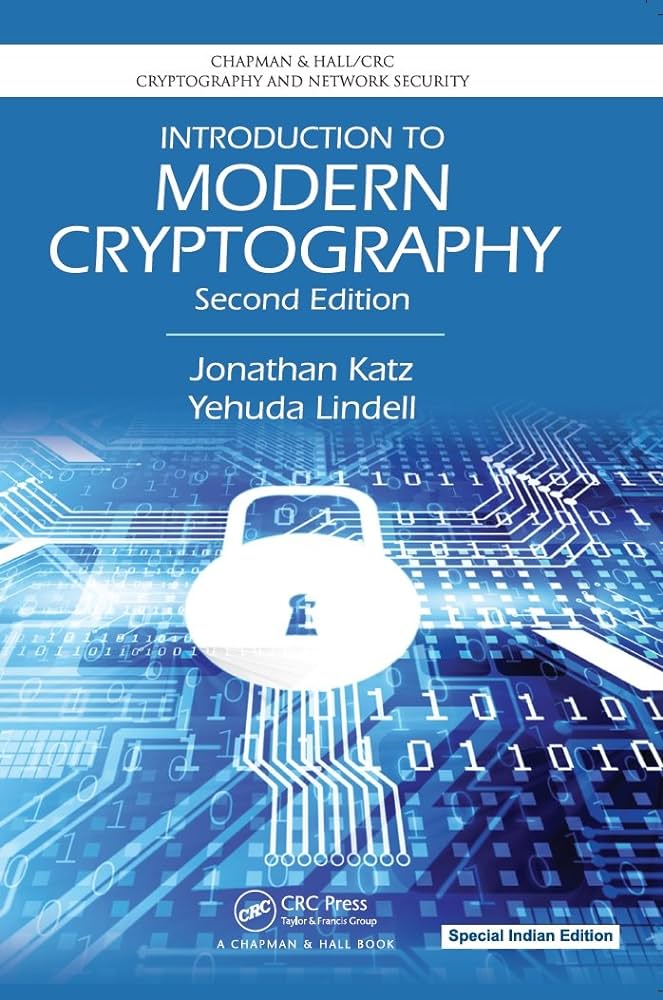 CHAPMAN & HALL/CRC
CRYPTOGRAPHY AND NETWORK SECURITY
INTRODUCTION TO
MODERN
CRYPTOGRAPHY
Second Edition
Jonathan Katz
Yehuda Lindell
CRC
CRC Press
Taylor & Francis Group
A CHAPMAN & HALL BOOK
Special Indian Edition